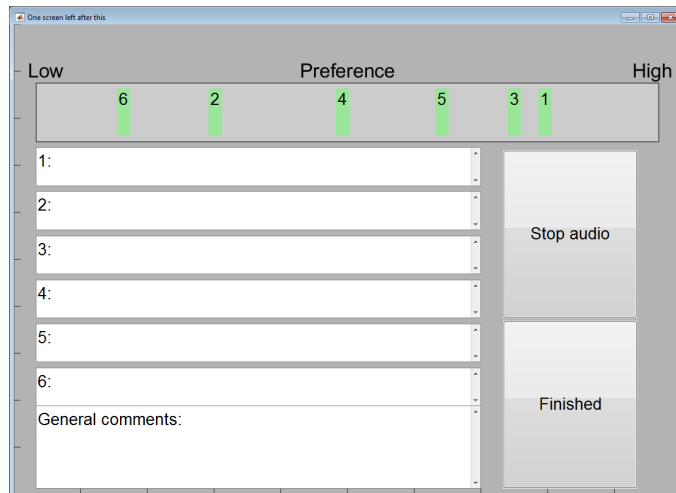 One screen left after this
Low Preference High
6 2 4 5 3 1
1:
2:
3:
4:
5:
6:
General comments:
Stop audio
Finished